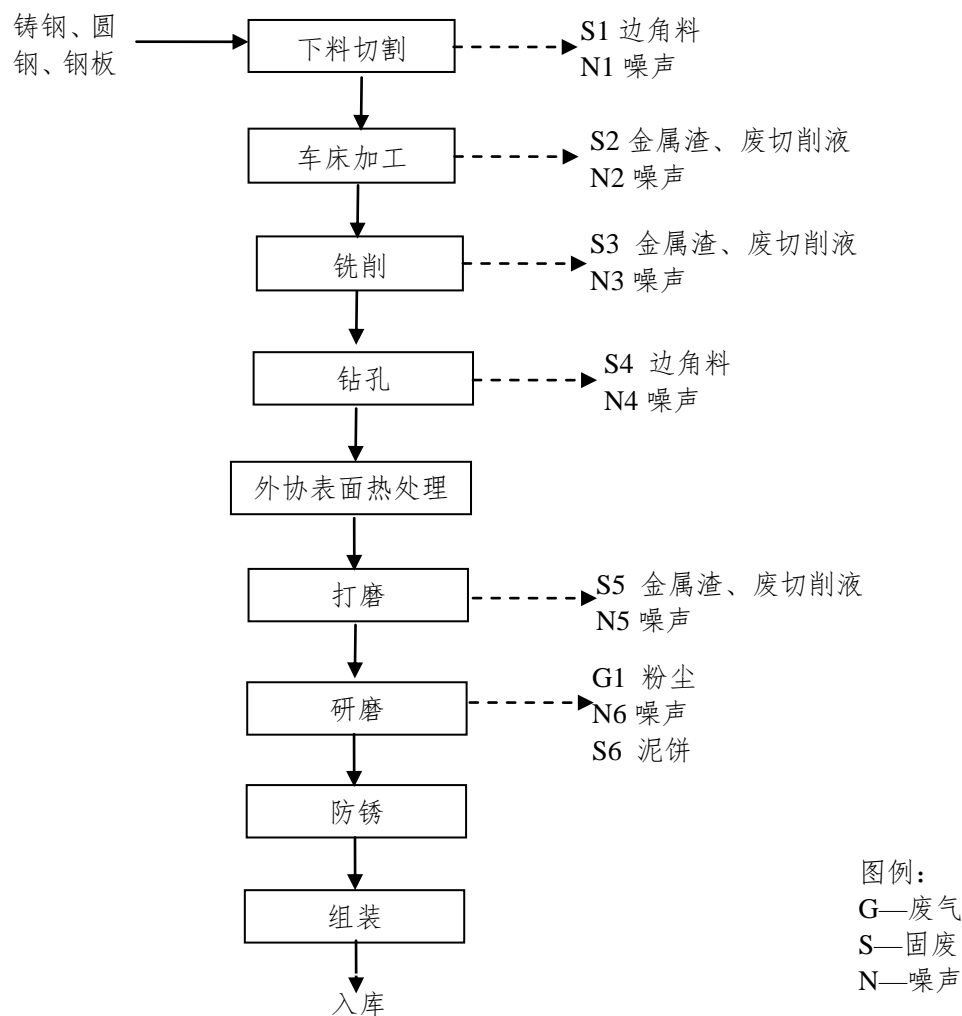 铸钢、圆
钢、钢板
下料切割
S1 边角料
N1 噪声
车床加工
S2 金属渣、废切削液
N2 噪声
铣削
S3 金属渣、废切削液
N3 噪声
钻孔
S4 边角料
N4 噪声
外协表面热处理
打磨
S5 金属渣、废切削液
N5 噪声
研磨
G1 粉尘
N6 噪声
S6 泥饼
防锈
组装
入库
图例：
G—废气
S—固废
N—噪声